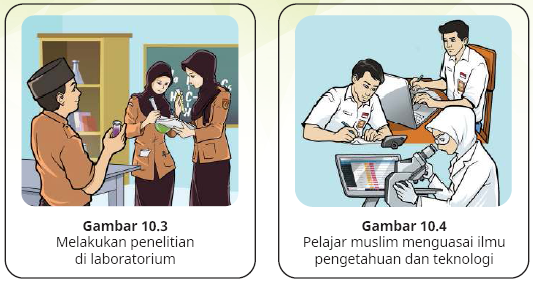 Gambar 10.3
Melakukan penelitian
di laboratorium
Gambar 10.4
Pelajar muslim menguasai ilmu
pengetahuan dan teknologi